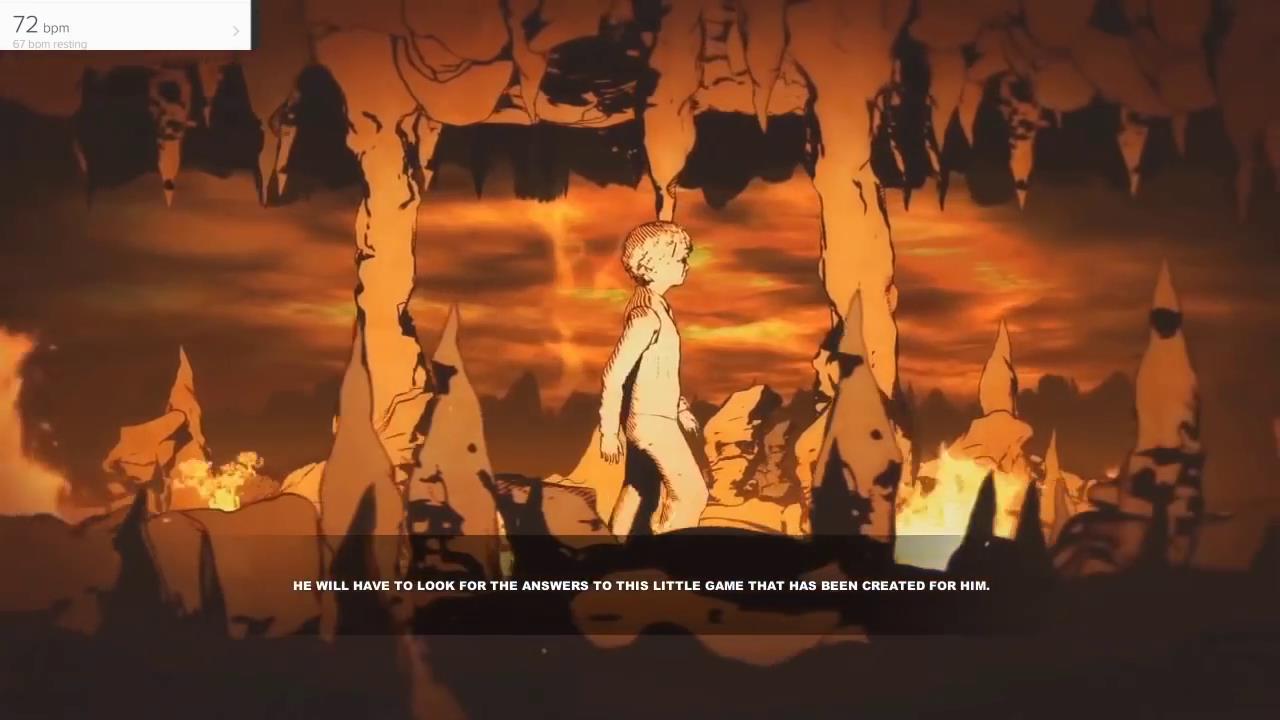 72 bpm
67 bpm resting
HE WILL HAVE TO LOOK FOR THE ANSWERS TO THIS LITTLE GAME THAT HAS BEEN CREATED FOR HIM.